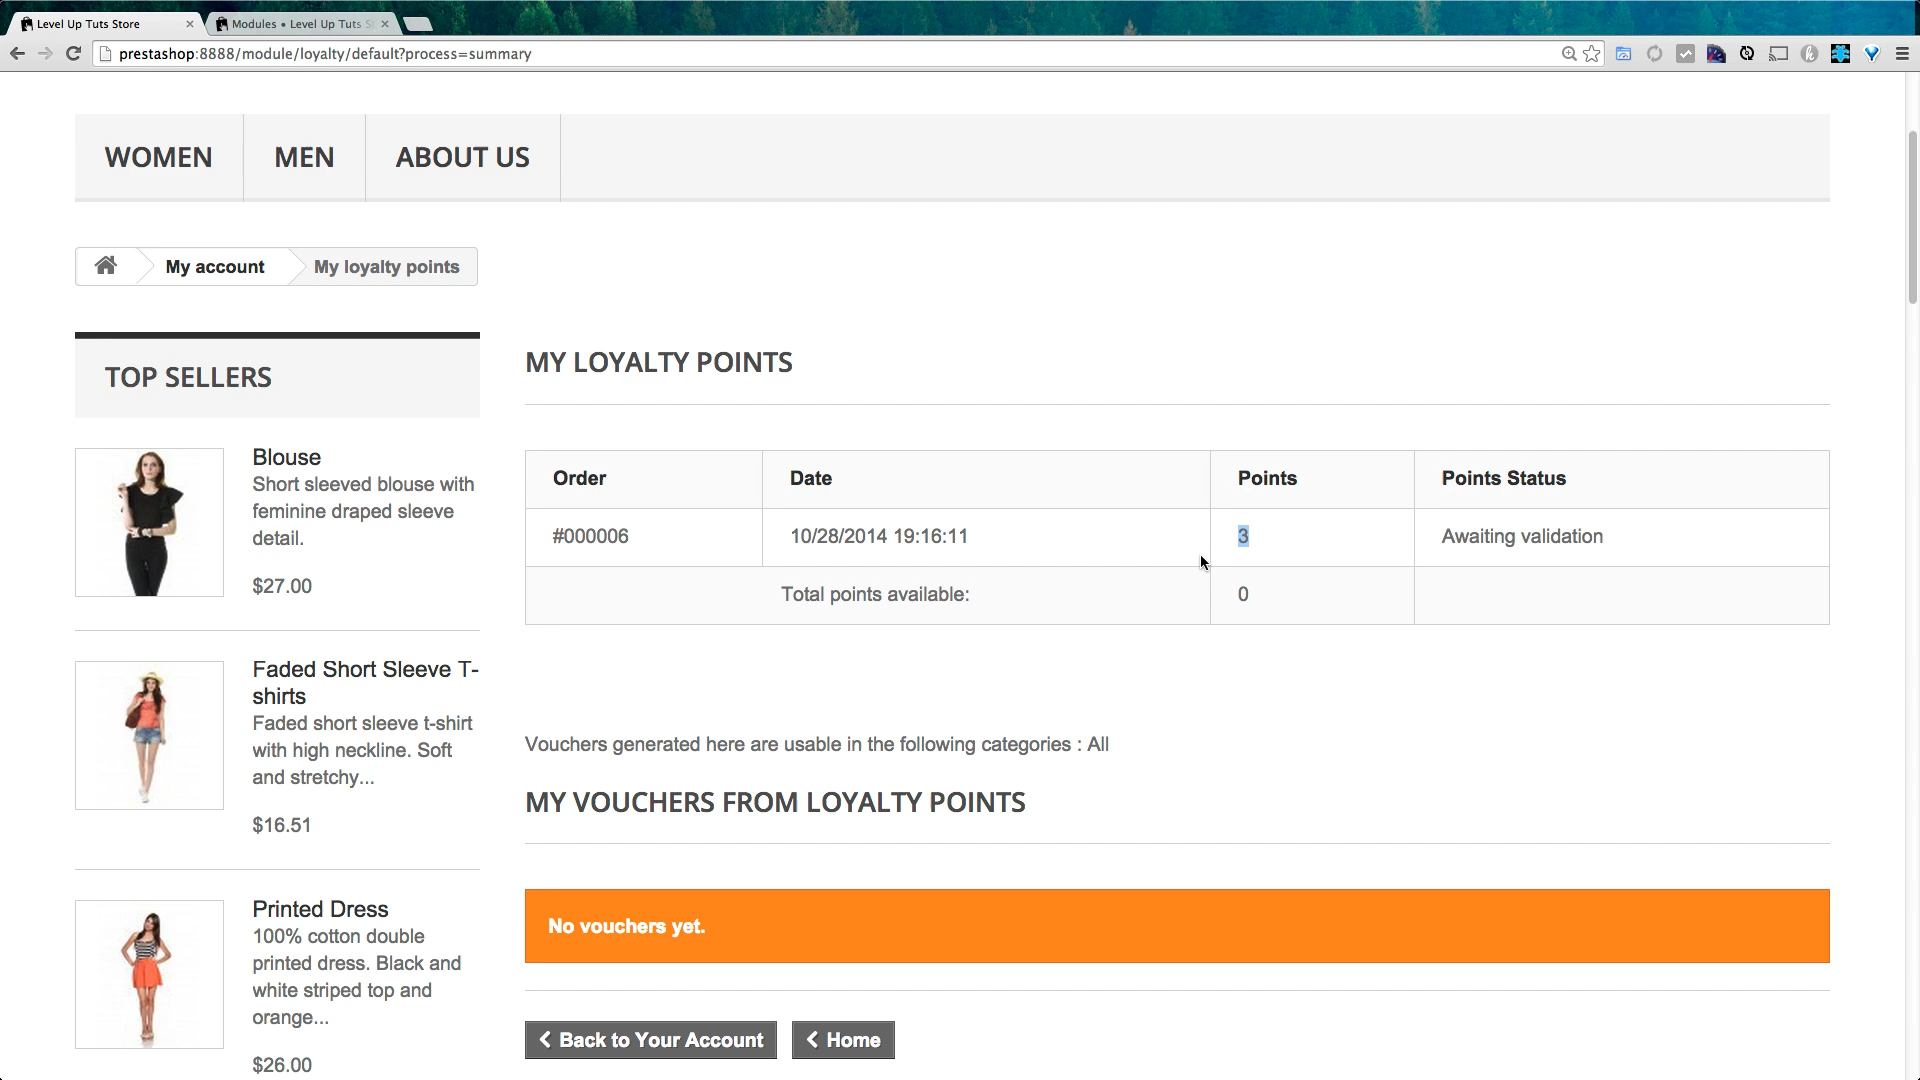 Level Up Tuts Store
Modules • Level Up Tuts S
prestashop:8888/module/loyalty/default?process=summary
WOMEN
MEN
ABOUT US
My account
My loyalty points
TOP SELLERS
Blouse
Short sleeved blouse with
feminine draped sleeve
detail.
$27.00
Faded Short Sleeve T-
shirts
Faded short sleeve t-shirt
with high neckline. Soft
and stretchy...
$16.51
Printed Dress
100% cotton double
printed dress. Black and
white striped top and
orange...
$26.00
MY LOYALTY POINTS
Order Date Points Points Status
#000006 10/28/2014 19:16:11 3 Awaiting validation
Total points available: 0
Vouchers generated here are usable in the following categories : All
MY VOUCHERS FROM LOYALTY POINTS
No vouchers yet.
Back to Your Account
Home